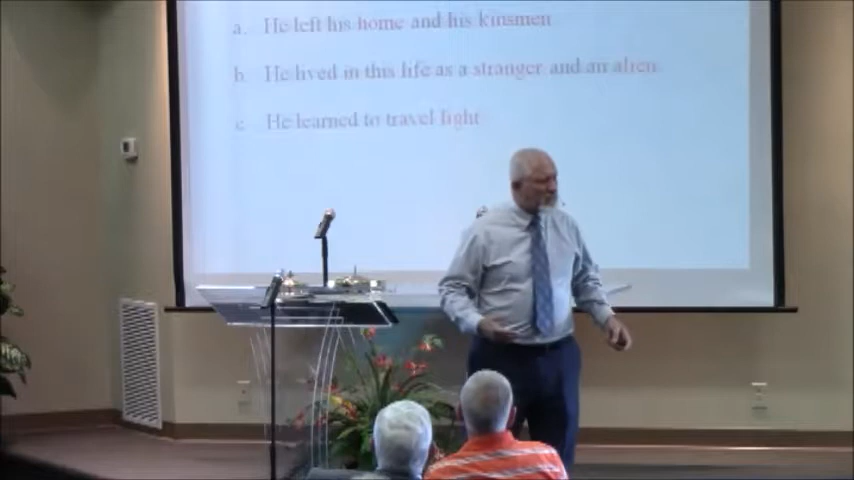 a. He left his home and his kinsmen
b. He lived in this life as a stranger and an alien
c. He learned to travel light